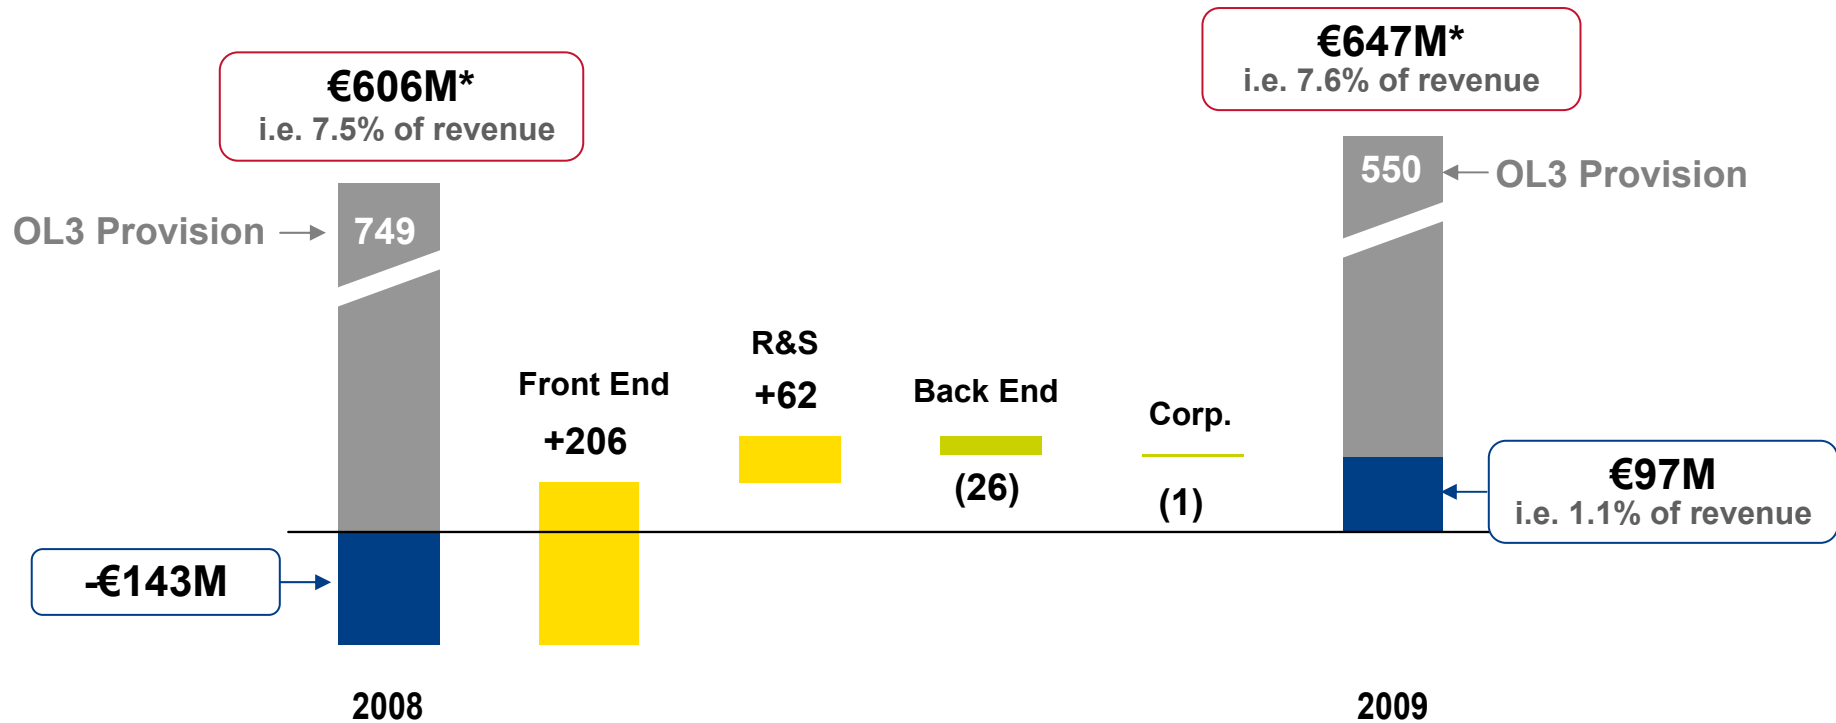 €606M*
i.e. 7.5% of revenue
€647M*
i.e. 7.6% of revenue
OL3 Provision
749
550
OL3 Provision
Front End
+206
R&S
+62
Back End
(26)
Corp.
(1)
€97M
i.e. 1.1% of revenue
-€143M
2008
2009